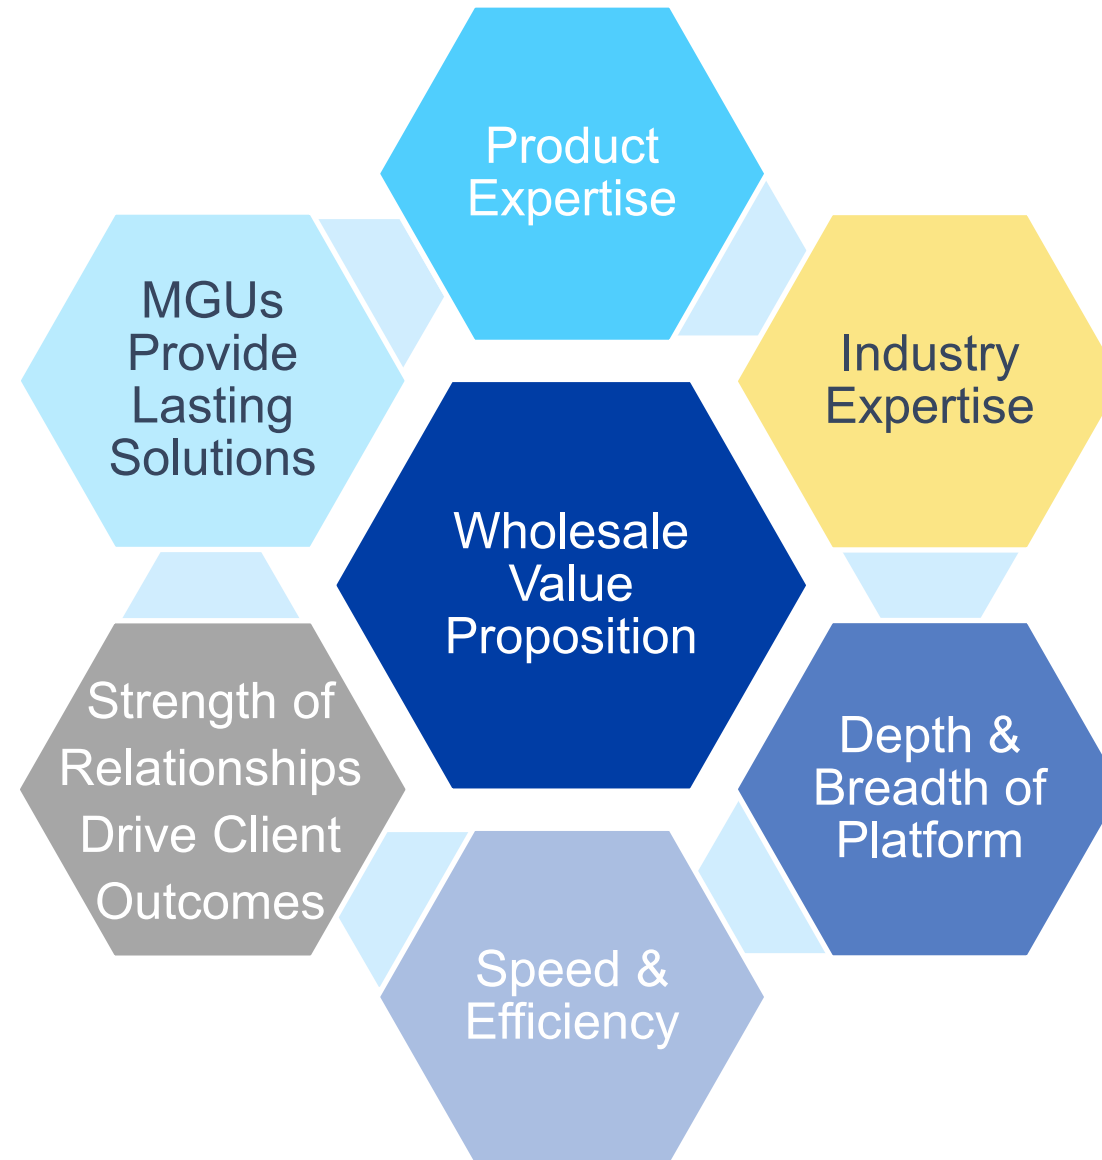 Product
Expertise
MGUs
Provide
Lasting
Solutions
Industry
Expertise
Wholesale
Value
Proposition
Strength of
Relationships
Drive Client
Outcomes
Depth &
Breadth of
Platform
Speed &
Efficiency